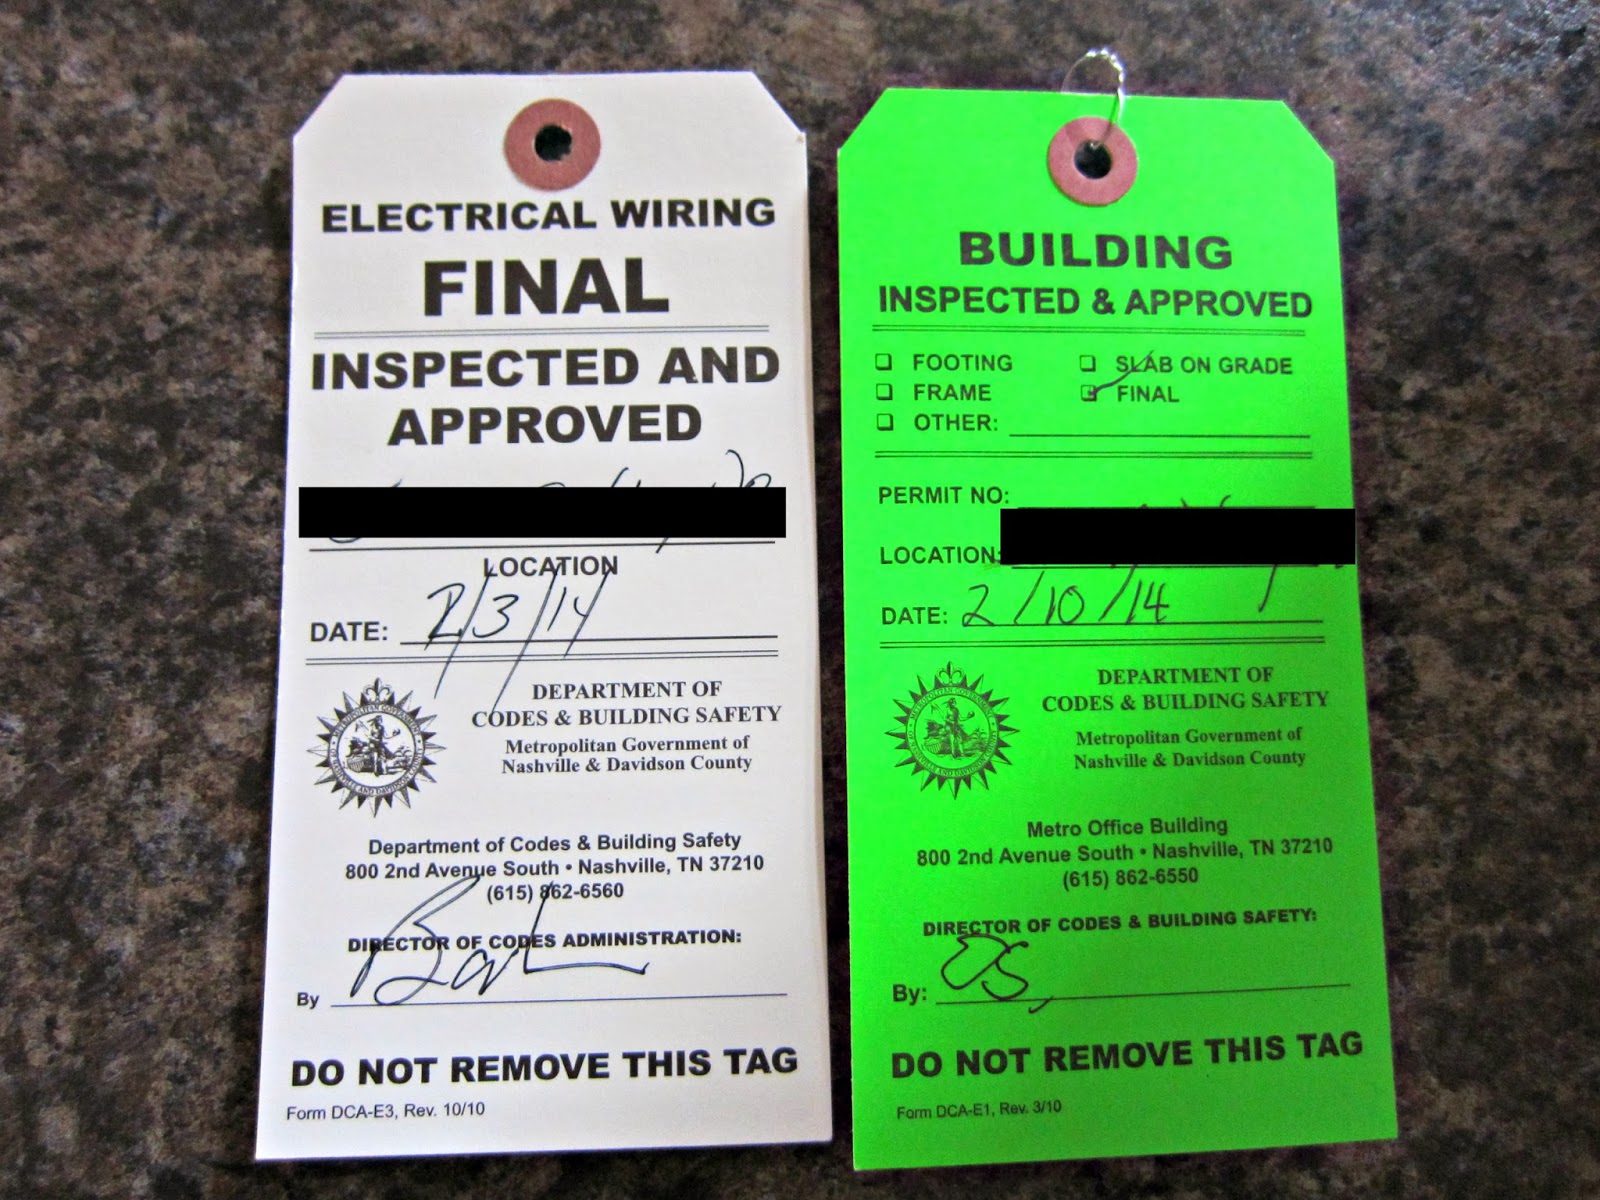 ELECTRICAL WIRING
FINAL
INSPECTED AND
APPROVED
LOCATION
DATE: 2/3/14
DEPARTMENT OF
CODES & BUILDING SAFETY
Metropolitan Government of
Nashville & Davidson County
Department of Codes & Building Safety
800 2nd Avenue South • Nashville, TN 37210
(615) 862-6560
DIRECTOR OF CODES ADMINISTRATION:
By
DO NOT REMOVE THIS TAG
Form DCA-E3, Rev. 10/10
BUILDING
INSPECTED & APPROVED
❑ FOOTING ❑ SLAB ON GRADE
❑ FRAME ❑ FINAL
❑ OTHER:
PERMIT NO:
LOCATION:
DATE: 2/10/14
DEPARTMENT OF
CODES & BUILDING SAFETY
Metropolitan Government of
Nashville & Davidson County
Metro Office Building
800 2nd Avenue South • Nashville, TN 37210
(615) 862-6550
DIRECTOR OF CODES & BUILDING SAFETY:
By:
DO NOT REMOVE THIS TAG
Form DCA-E1, Rev. 3/10